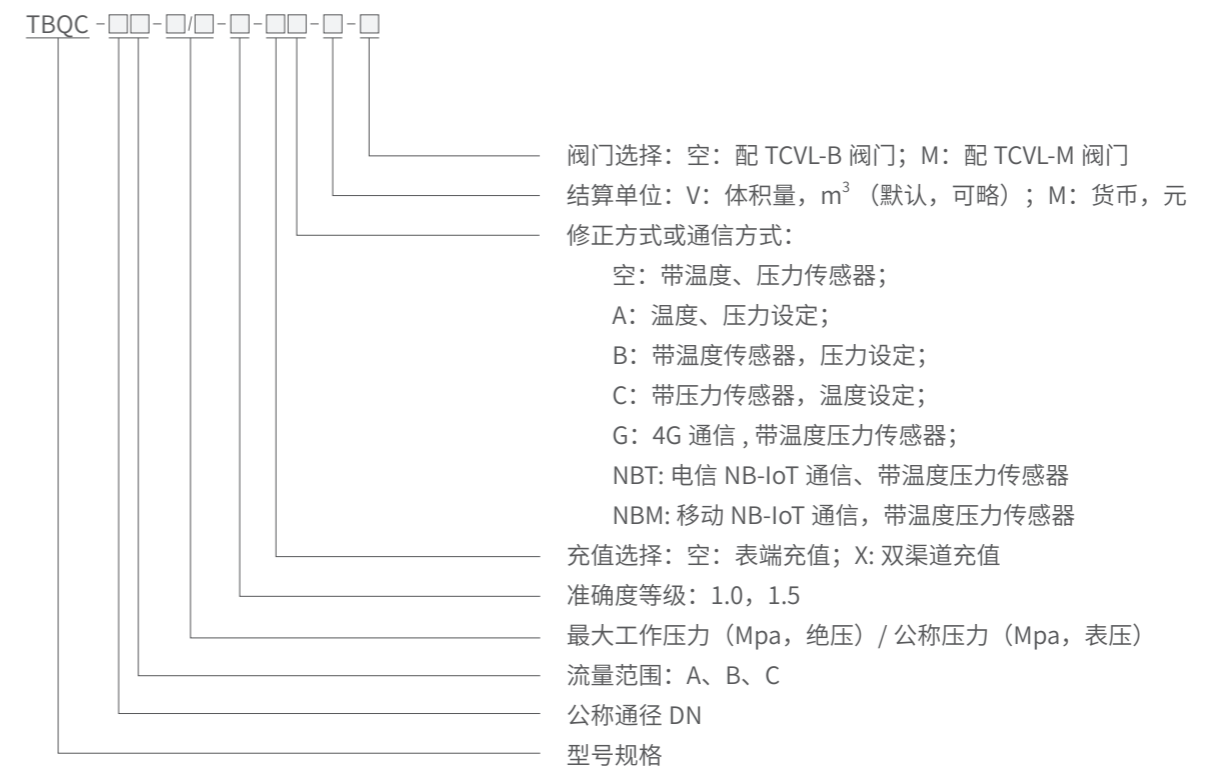 TBQC -□□-□/□-□-□□-□-□
阀门选择：空：配 TCVL-B 阀门；M：配 TCVL-M 阀门
结算单位：V：体积量，m³（默认，可略）；M：货币，元
修正方式或通信方式：
空：带温度、压力传感器；
A：温度、压力设定；
B：带温度传感器，压力设定；
C：带压力传感器，温度设定；
G：4G 通信 , 带温度压力传感器；
NBT: 电信 NB-IoT 通信、带温度压力传感器
NBM: 移动 NB-IoT 通信，带温度压力传感器
充值选择：空：表端充值；X: 双渠道充值
准确度等级：1.0，1.5
最大工作压力（Mpa，绝压）/ 公称压力（Mpa，表压）
流量范围：A、B、C
公称通径 DN
型号规格